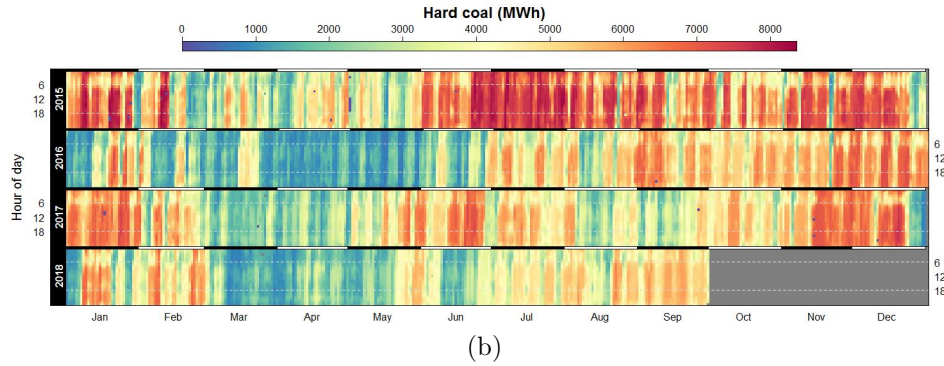 Hard coal (MWh)
0 1000 2000 3000 4000 5000 6000 7000 8000
Hour of day
6 12 18 2015
2016 6 12 18
6 12 18 2017
2018 6 12 18
Jan Feb Mar Apr May Jun Jul Aug Sep Oct Nov Dec
(b)